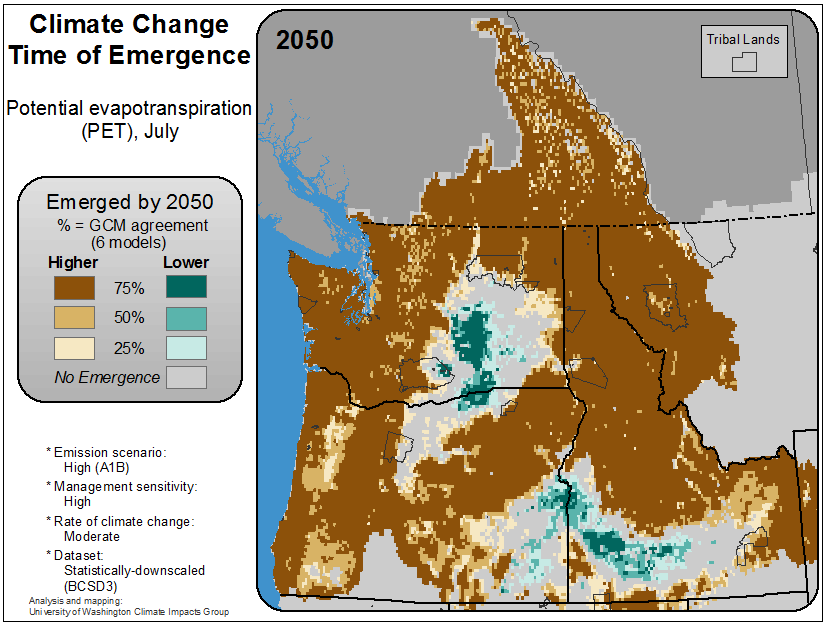 Climate Change
Time of Emergence
Potential evapotranspiration
(PET), July
Emerged by 2050
% = GCM agreement
(6 models)
Higher Lower
75%
50%
25%
No Emergence
* Emission scenario:
High (A1B)
* Management sensitivity:
High
* Rate of climate change:
Moderate
* Dataset:
Statistically-downscaled
(BCSD3)
Analysis and mapping:
University of Washington Climate Impacts Group
2050
Tribal Lands